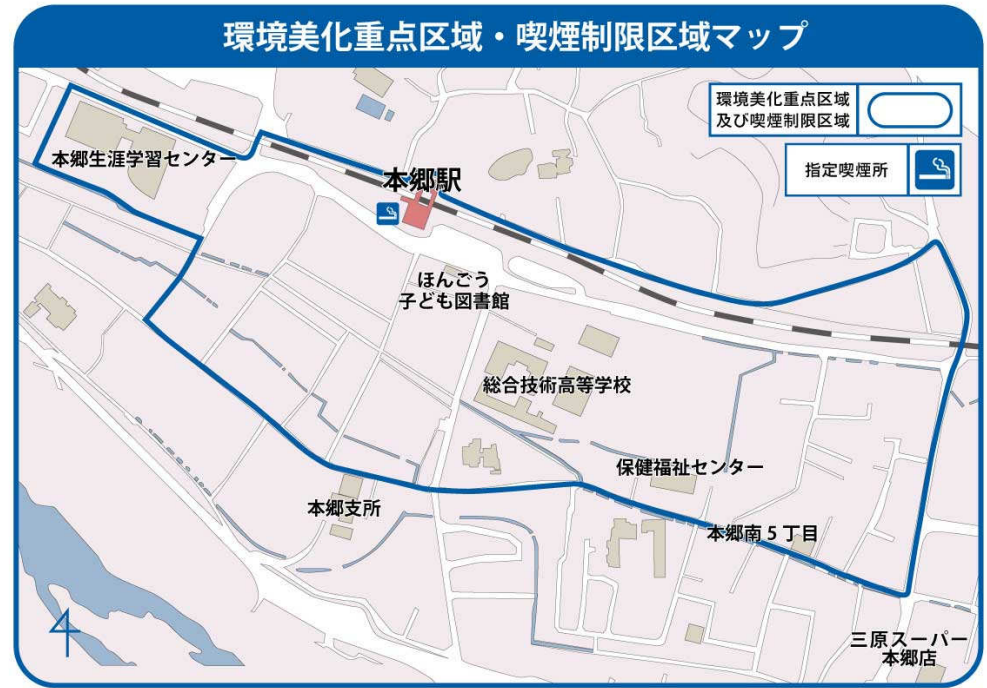 環境美化重点区域・喫煙制限区域マップ
環境美化重点区域
及び喫煙制限区域
指定喫煙所
本郷生涯学習センター
本郷駅
ほんごう
子ども図書館
総合技術高等学校
保健福祉センター
本郷支所
本郷南5丁目
三原スーパー
本郷店